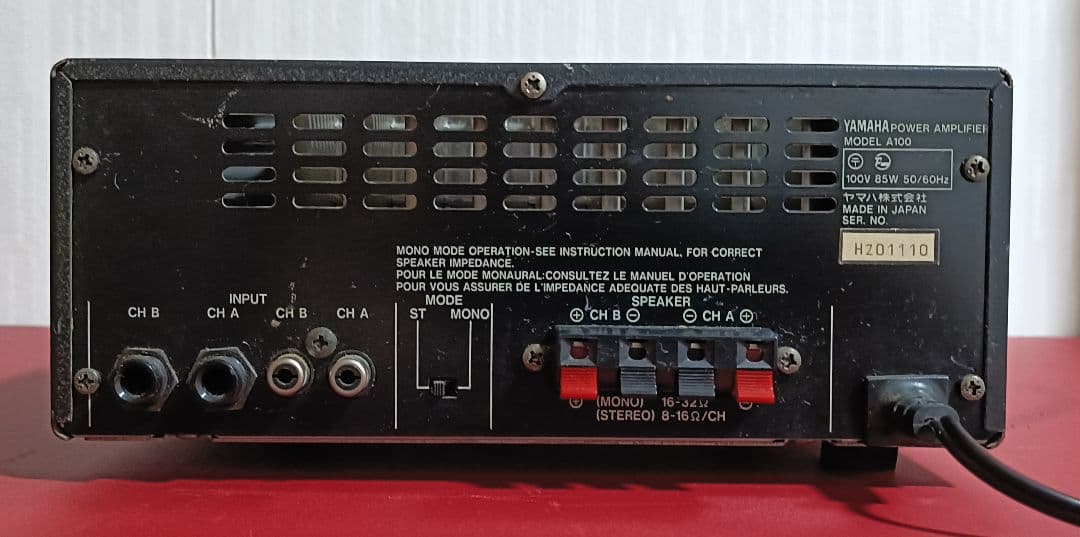 YAMAHA POWER AMPLIFIER
MODEL A100
100V 85W 50/60Hz
ヤマハ株式会社
MADE IN JAPAN
SER. NO.
HZ01110
MONO MODE OPERATION-SEE INSTRUCTION MANUAL, FOR CORRECT
SPEAKER IMPEDANCE.
POUR LE MODE MONAURAL:CONSULTEZ LE MANUEL D'OPERATION
POUR VOUS ASSURER DE L'IMPEDANCE ADEQUATE DES HAUT-PARLEURS.
INPUT
CH B CH A CH B CH A
MODE
ST MONO
SPEAKER
⊕ CH B ⊖ ⊖ CH A ⊕
⊕ (MONO) 16-32Ω ⊖
(STEREO) 8-16Ω/CH